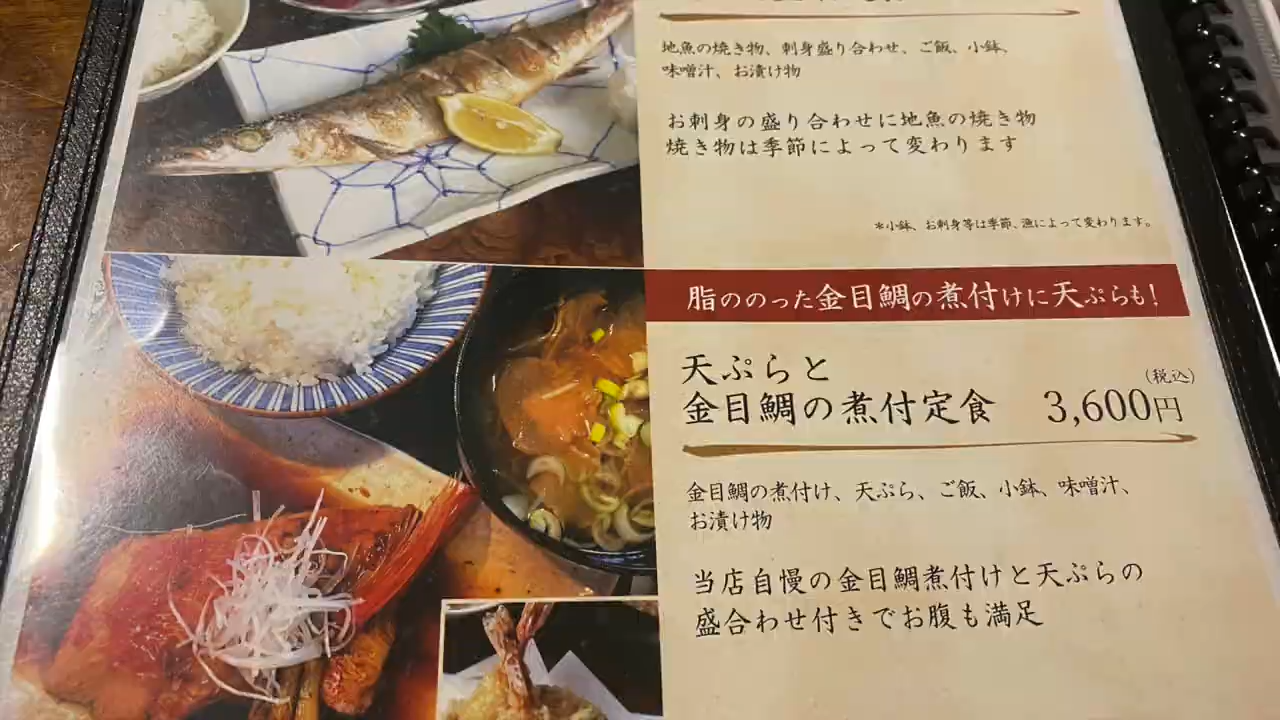 地魚の焼き物、刺身盛り合わせ、ご飯、小鉢、
味噌汁、お漬け物
お刺身の盛り合わせに地魚の焼き物
焼き物は季節によって変わります
*小鉢、お刺身等は季節、漁によって変わります。
脂ののった金目鯛の煮付けに天ぷらも!
天ぷらと
(税込)
金目鯛の煮付定食 3,600円
金目鯛の煮付け、天ぷら、ご飯、小鉢、味噌汁、
お漬け物
当店自慢の金目鯛煮付けと天ぷらの
盛合わせ付きでお腹も満足